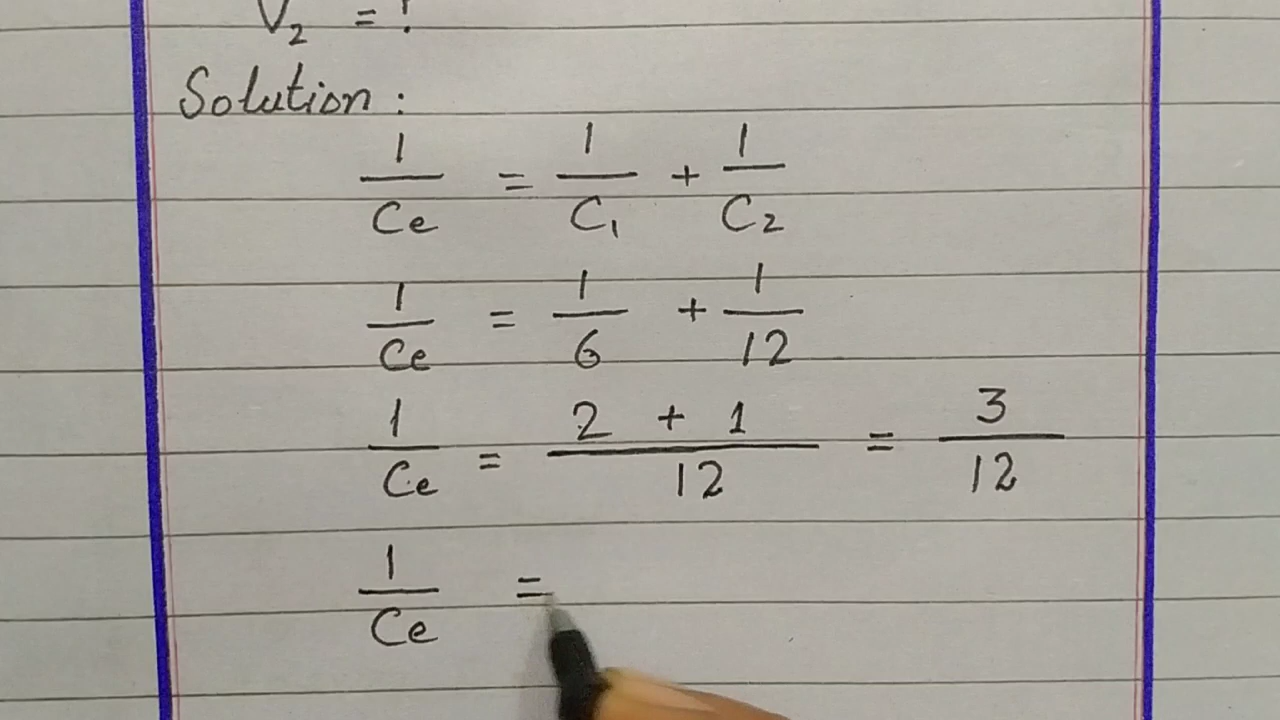 V₂ = ?
Solution :
1/Ce = 1/C₁ + 1/C₂
1/Ce = 1/6 + 1/12
1/Ce = (2 + 1)/12 = 3/12
1/Ce =